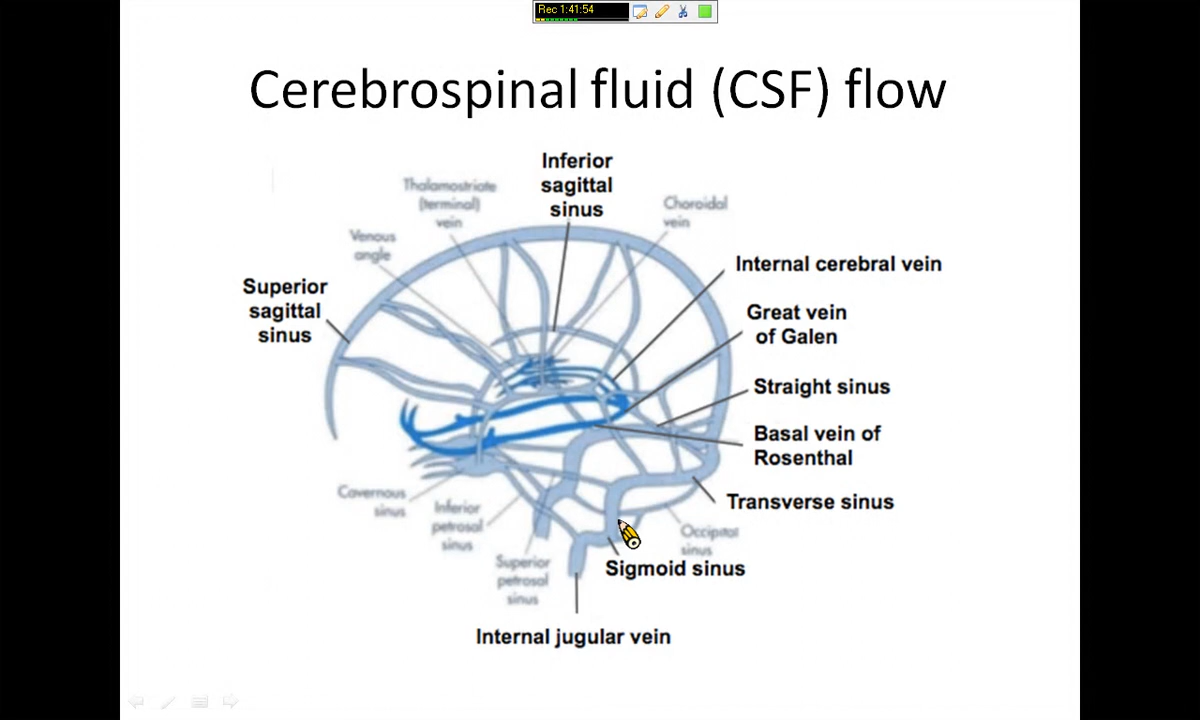 Rec 1:41:54
Cerebrospinal fluid (CSF) flow
Inferior
sagittal
sinus
Thalamostriate
(terminal)
vein
Choroidal
vein
Venous
angle
Internal cerebral vein
Superior
sagittal
sinus
Great vein
of Galen
Straight sinus
Basal vein of
Rosenthal
Transverse sinus
Cavernous
sinus
Inferior
petrosal
sinus
Occipital
sinus
Superior
petrosal
sinus
Sigmoid sinus
Internal jugular vein